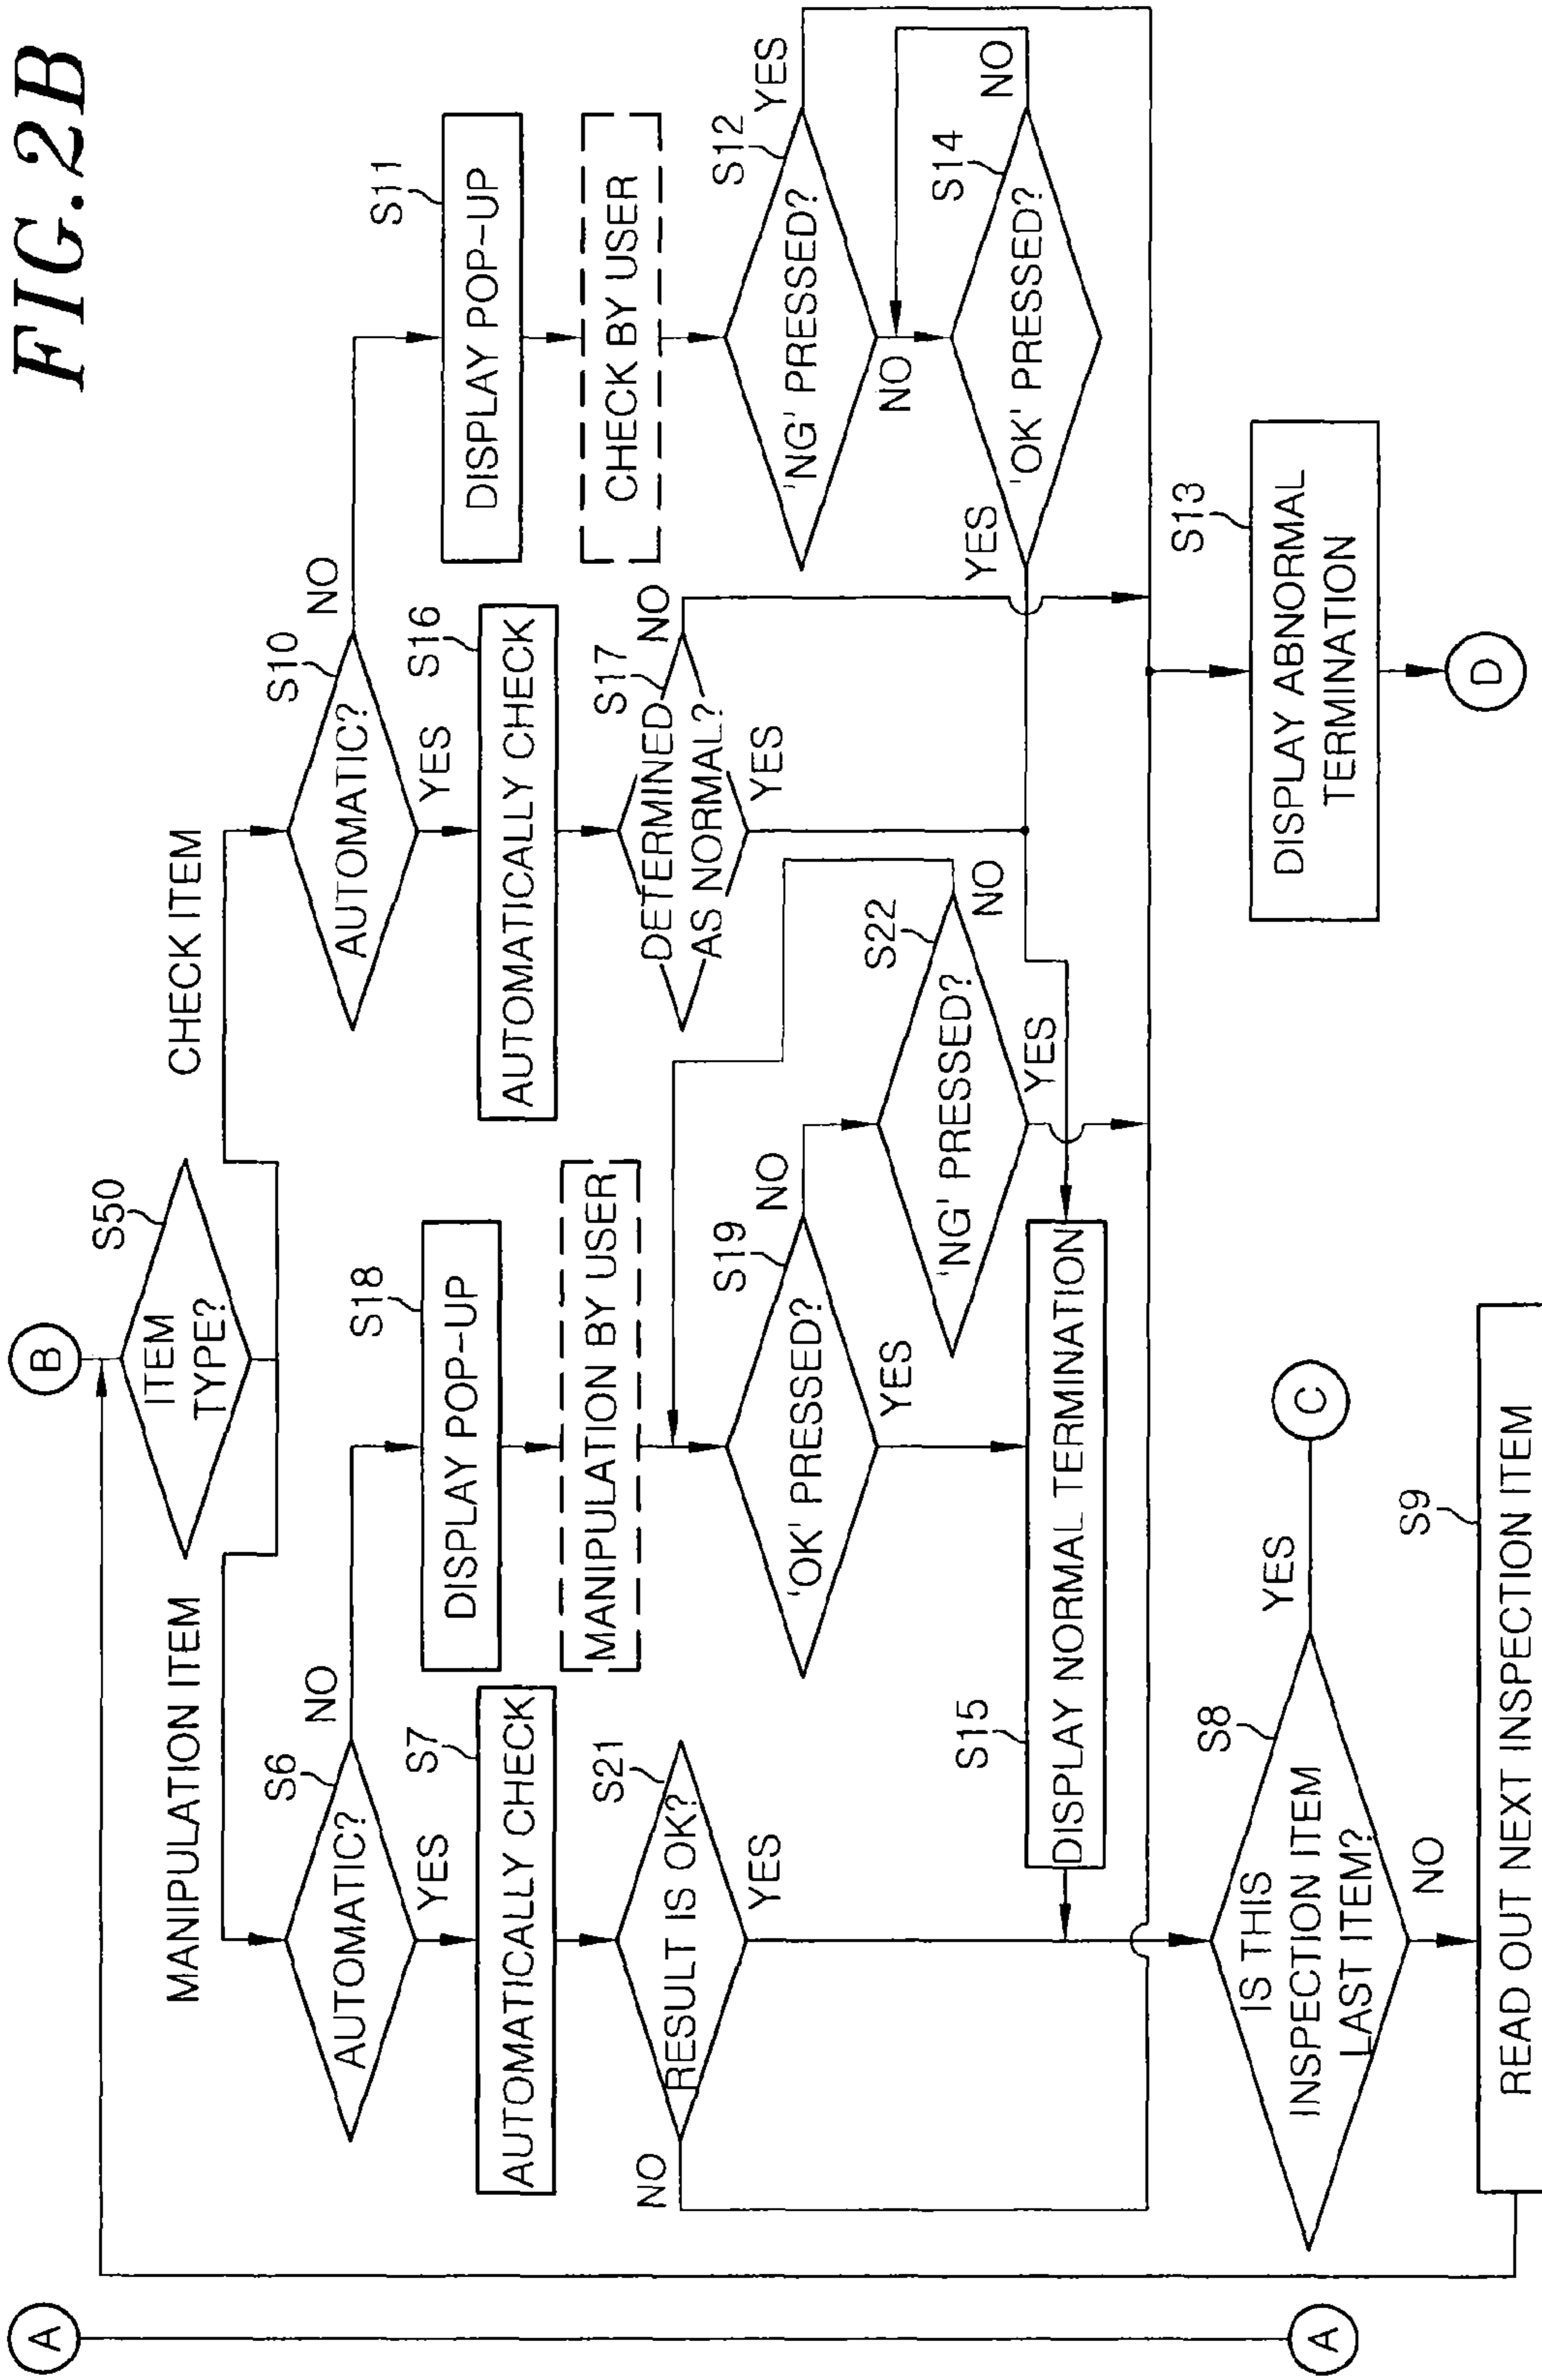 FIG.2B
A
B
ITEM
TYPE?
S50
MANIPULATION ITEM
CHECK ITEM
AUTOMATIC?
S6
NO
YES
AUTOMATICALLY CHECK
S7
RESULT IS OK?
S21
NO
YES
DISPLAY POP-UP
S18
MANIPULATION BY USER
'OK' PRESSED?
S19
NO
YES
'NG' PRESSED?
S22
NO
YES
AUTOMATIC?
S10
NO
YES
AUTOMATICALLY CHECK
S16
DETERMINED
AS NORMAL?
S17
NO
YES
DISPLAY POP-UP
S11
CHECK BY USER
'NG' PRESSED?
S12
YES
NO
'OK' PRESSED?
S14
NO
YES
DISPLAY NORMAL TERMINATION
S15
DISPLAY ABNORMAL
TERMINATION
S13
D
IS THIS
INSPECTION ITEM
LAST ITEM?
S8
YES
C
NO
READ OUT NEXT INSPECTION ITEM
S9
A